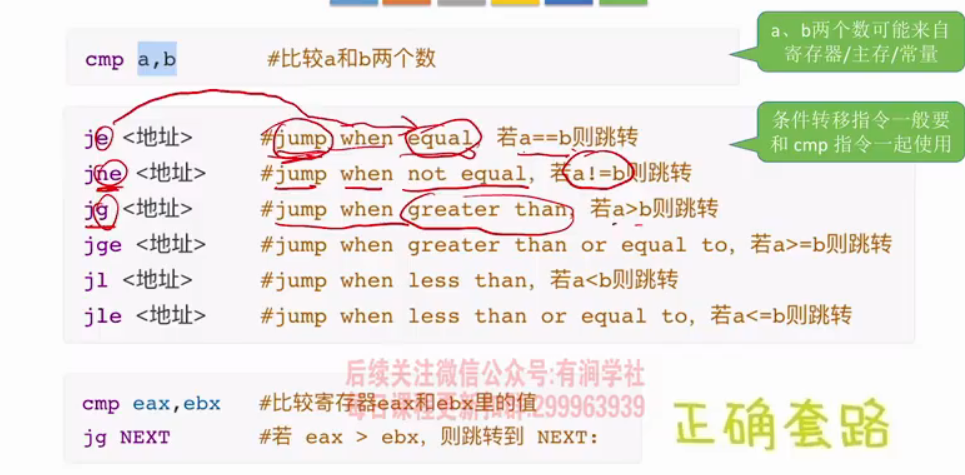 cmp a,b #比较a和b两个数
a、b两个数可能来自
寄存器/主存/常量
条件转移指令一般要
和 cmp 指令一起使用
je <地址> #jump when equal, 若a==b则跳转
jne <地址> #jump when not equal, 若a!=b则跳转
jg <地址> #jump when greater than, 若a>b则跳转
jge <地址> #jump when greater than or equal to, 若a>=b则跳转
jl <地址> #jump when less than, 若a<b则跳转
jle <地址> #jump when less than or equal to, 若a<=b则跳转
后续关注微信公众号:有涧学社
每日课程更新扣群:299963939
cmp eax,ebx #比较寄存器eax和ebx里的值
jg NEXT #若 eax > ebx, 则跳转到 NEXT:
正确套路